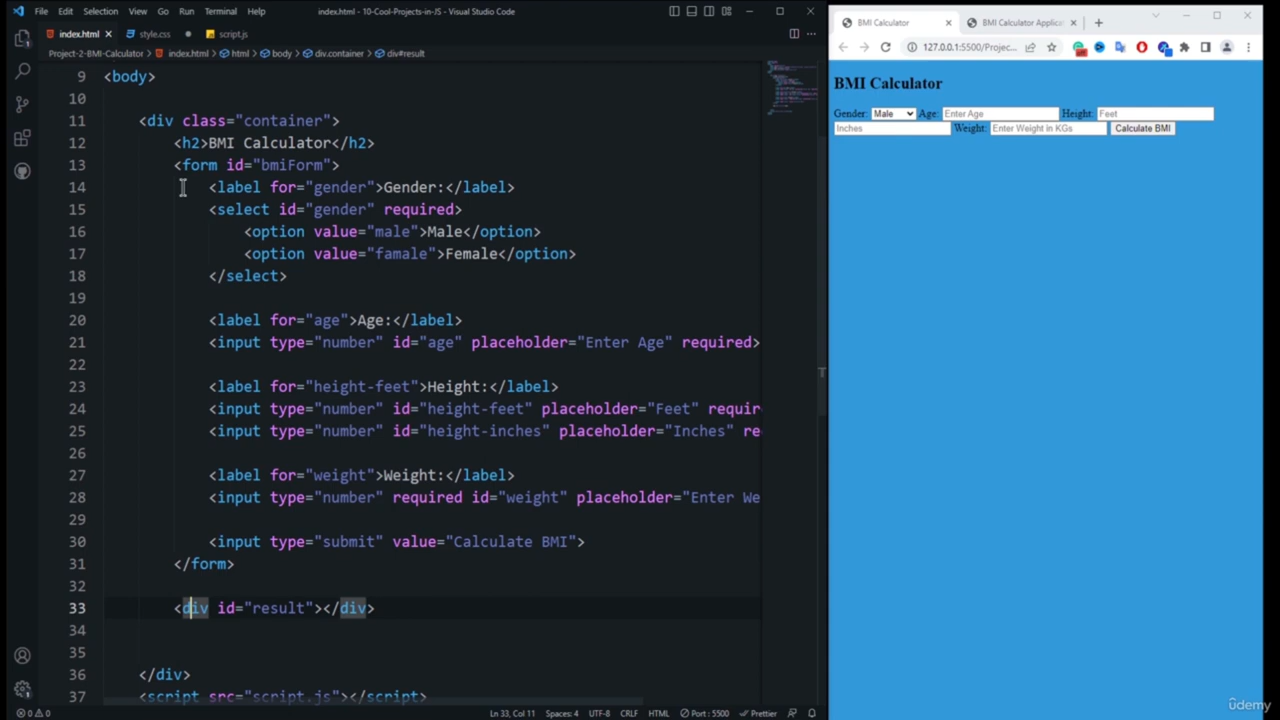 File Edit Selection View Go Run Terminal Help
index.html - 10-Cool-Projects-in-JS - Visual Studio Code
index.html
style.css
script.js
Project-2-BMI-Calculator > index.html > html > body > div.container > div#result
9 <body>
10
11 <div class="container">
12 <h2>BMI Calculator</h2>
13 <form id="bmiForm">
14 <label for="gender">Gender:</label>
15 <select id="gender" required>
16 <option value="male">Male</option>
17 <option value="famale">Female</option>
18 </select>
19
20 <label for="age">Age:</label>
21 <input type="number" id="age" placeholder="Enter Age" required>
22
23 <label for="height-feet">Height:</label>
24 <input type="number" id="height-feet" placeholder="Feet" requir
25 <input type="number" id="height-inches" placeholder="Inches" re
26
27 <label for="weight">Weight:</label>
28 <input type="number" required id="weight" placeholder="Enter We
29
30 <input type="submit" value="Calculate BMI">
31 </form>
32
33 <div id="result"></div>
34
35
36 </div>
37 <script src="script.js"></script>
0 0
Ln 33, Col 11 Spaces: 4 UTF-8 CRLF HTML Port : 5500 Prettier
BMI Calculator
BMI Calculator Applica
127.0.0.1:5500/Projec...
BMI Calculator
Gender: Male Age: Enter Age Height: Feet
Inches Weight: Enter Weight in KGs Calculate BMI
ûdemy